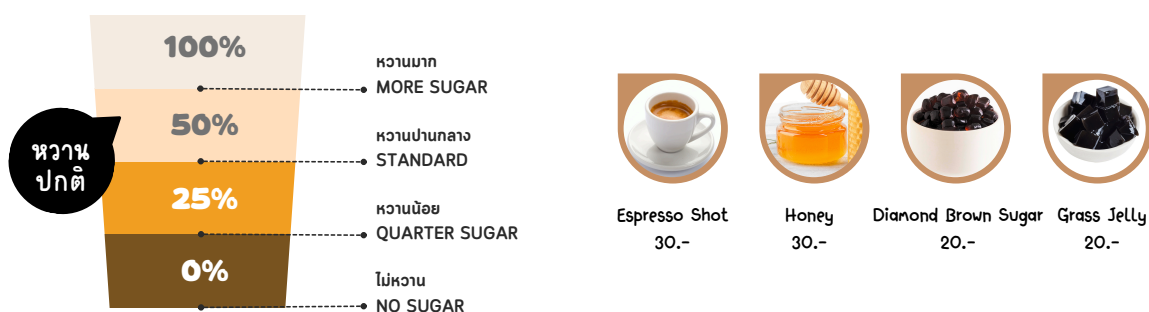 หวาน
ปกติ
100%
หวานมาก
MORE SUGAR
50%
หวานปานกลาง
STANDARD
25%
หวานน้อย
QUARTER SUGAR
0%
ไม่หวาน
NO SUGAR
Espresso Shot
30.-
Honey
30.-
Diamond Brown Sugar
20.-
Grass Jelly
20.-